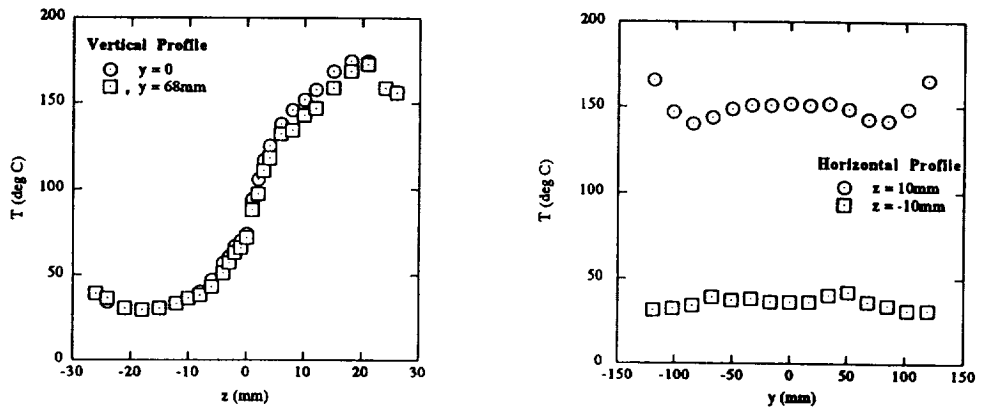 200
150
100
50
0
T (deg C)
Vertical Profile
y = 0
, y = 68mm
-30 -20 -10 0 10 20 30
z (mm)
200
150
100
50
0
T (deg C)
Horizontal Profile
z = 10mm
z = -10mm
-150 -100 -50 0 50 100 150
y (mm)